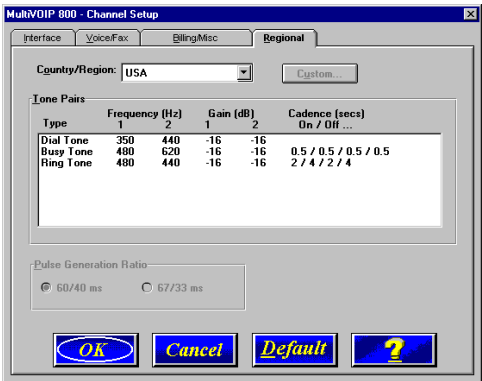 MultiVOIP 800 - Channel Setup
Interface Voice/Fax Billing/Misc Regional
Country/Region: USA Custom...
Tone Pairs
Frequency (Hz) Gain (dB) Cadence (secs)
Type 1 2 1 2 On / Off ...
Dial Tone 350 440 -16 -16
Busy Tone 480 620 -16 -16 0.5 / 0.5 / 0.5 / 0.5
Ring Tone 480 440 -16 -16 2 / 4 / 2 / 4
Pulse Generation Ratio
60/40 ms 67/33 ms
OK Cancel Default ?